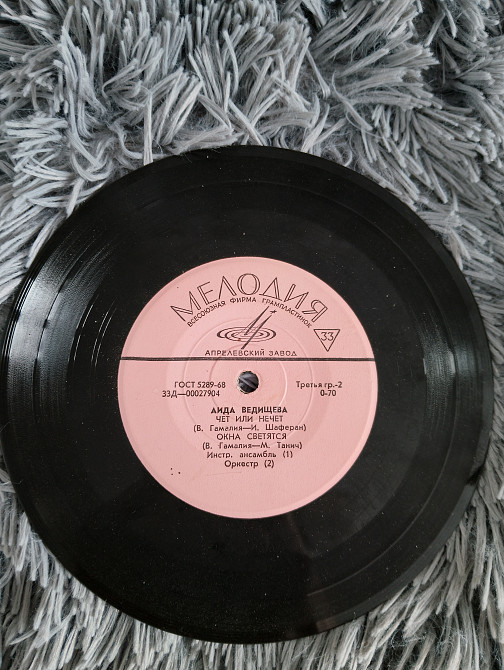 МЕЛОДИЯ
ВСЕСОЮЗНАЯ ФИРМА ГРАМПЛАСТИНОК
33
АПРЕЛЕВСКИЙ ЗАВОД
ГОСТ 5289-68 Третья гр.-2
33Д—00027904 0-70
АИДА ВЕДИЩЕВА
ЧЕТ ИЛИ НЕЧЕТ
(В. Гамалия—И. Шаферан)
ОКНА СВЕТЯТСЯ
(В. Гамалия—М. Танич)
Инстр. ансамбль (1)
Оркестр (2)